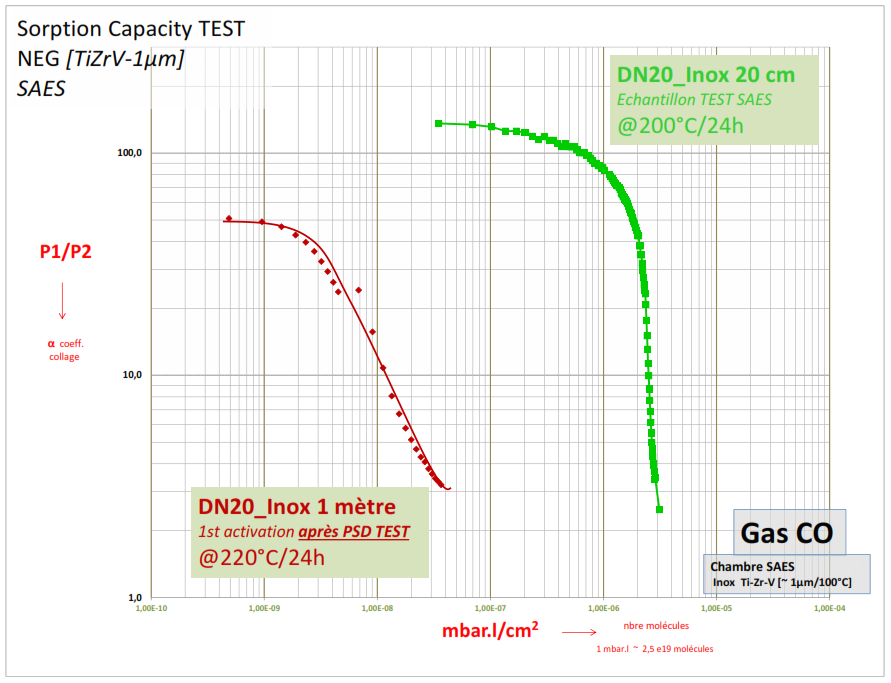 Sorption Capacity TEST
NEG [TiZrV-1µm]
SAES
DN20_Inox 20 cm
Echantillon TEST SAES
@200°C/24h
100,0
P1/P2
α coeff.
collage
10,0
DN20_Inox 1 mètre
1st activation après PSD TEST
@220°C/24h
Gas CO
Chambre SAES
Inox Ti-Zr-V [~ 1µm/100°C]
1,0
1,00E-10 1,00E-09 1,00E-08 1,00E-07 1,00E-06 1,00E-05 1,00E-04
mbar.l/cm²
nbre molécules
1 mbar.l ~ 2,5 e19 molécules